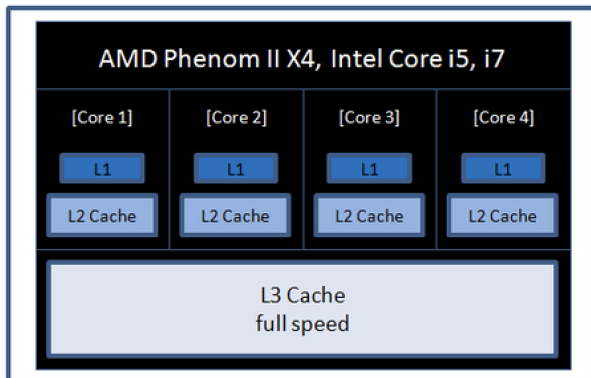 AMD Phenom II X4, Intel Core i5, i7
[Core 1] [Core 2] [Core 3] [Core 4]
L1 L1 L1 L1
L2 Cache L2 Cache L2 Cache L2 Cache
L3 Cache
full speed